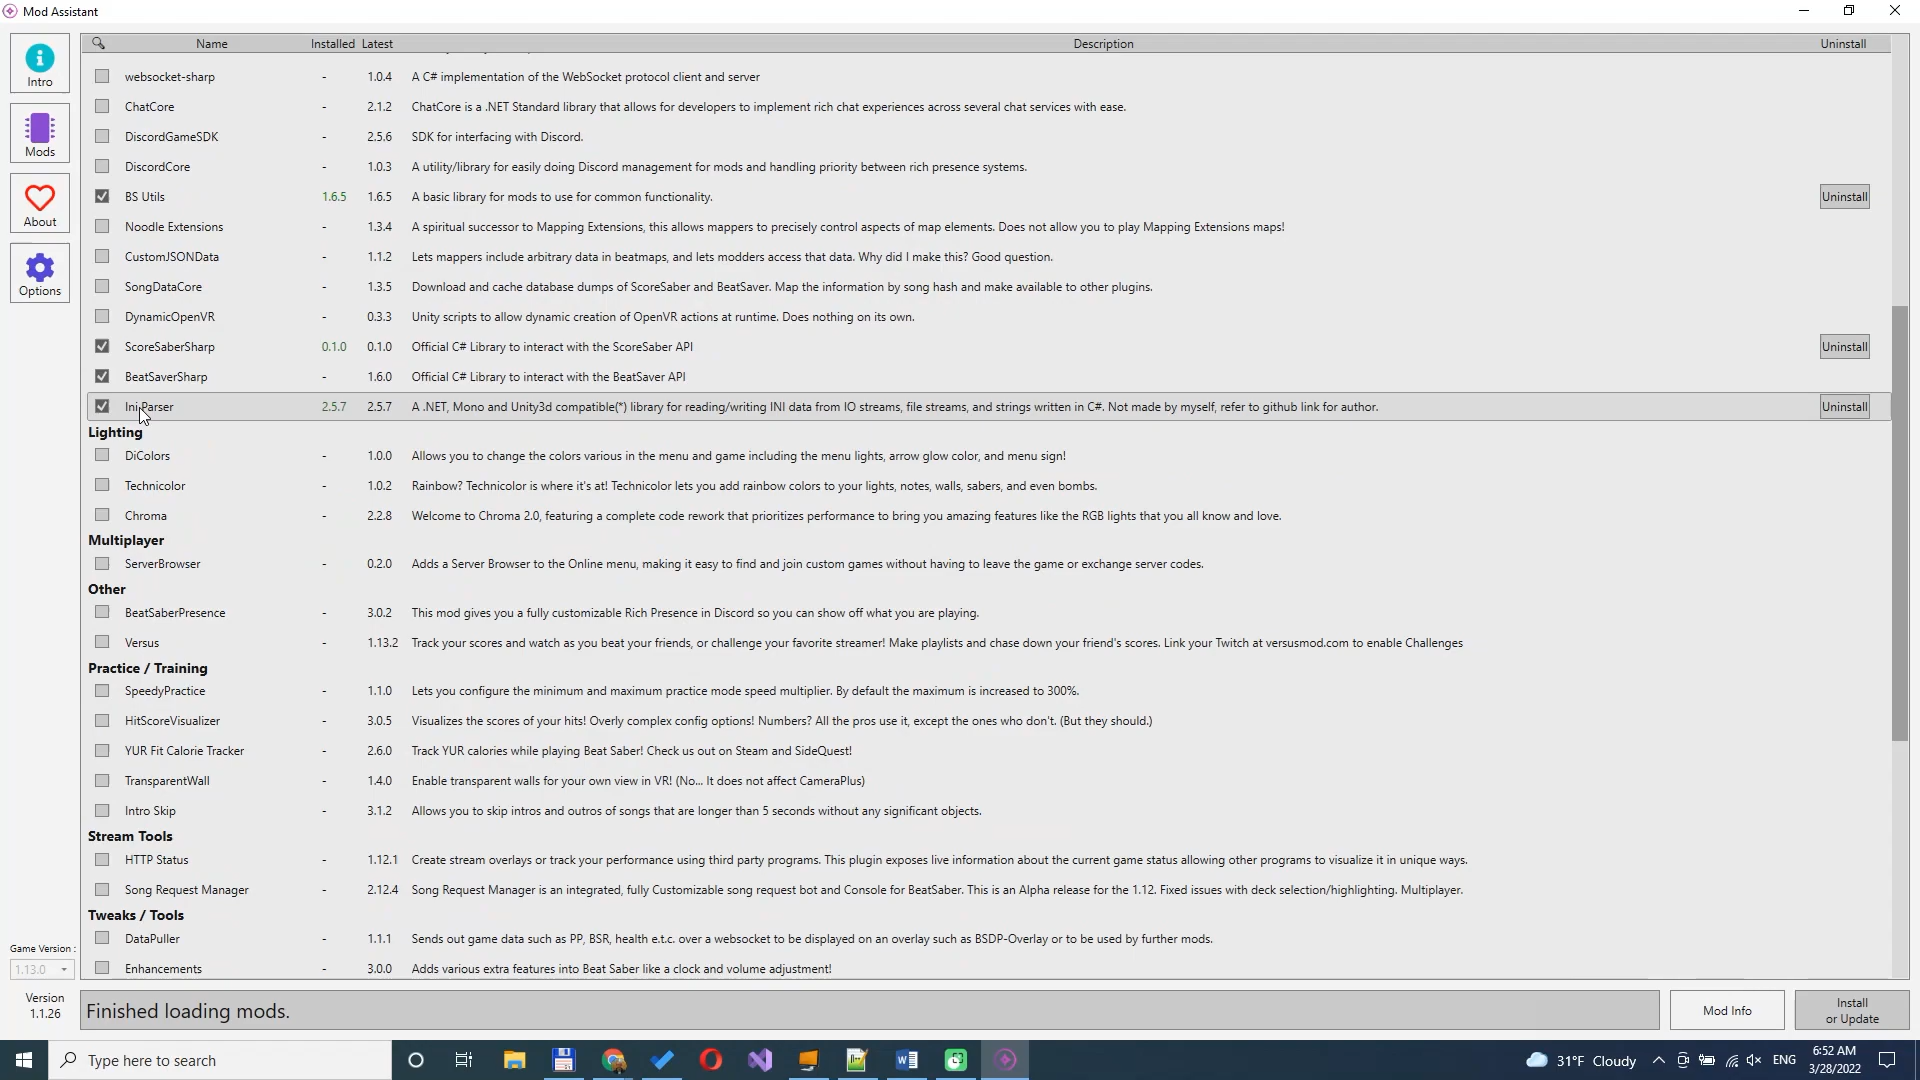 Mod Assistant
Name Installed Latest Description Uninstall
websocket-sharp - 1.0.4 A C# implementation of the WebSocket protocol client and server
ChatCore - 2.1.2 ChatCore is a .NET Standard library that allows for developers to implement rich chat experiences across several chat services with ease.
DiscordGameSDK - 2.5.6 SDK for interfacing with Discord.
DiscordCore - 1.0.3 A utility/library for easily doing Discord management for mods and handling priority between rich presence systems.
BS Utils 1.6.5 1.6.5 A basic library for mods to use for common functionality. Uninstall
Noodle Extensions - 1.3.4 A spiritual successor to Mapping Extensions, this allows mappers to precisely control aspects of map elements. Does not allow you to play Mapping Extensions maps!
CustomJSONData - 1.1.2 Lets mappers include arbitrary data in beatmaps, and lets modders access that data. Why did I make this? Good question.
SongDataCore - 1.3.5 Download and cache database dumps of ScoreSaber and BeatSaver. Map the information by song hash and make available to other plugins.
DynamicOpenVR - 0.3.3 Unity scripts to allow dynamic creation of OpenVR actions at runtime. Does nothing on its own.
ScoreSaberSharp 0.1.0 0.1.0 Official C# Library to interact with the ScoreSaber API Uninstall
BeatSaverSharp - 1.6.0 Official C# Library to interact with the BeatSaver API
Ini Parser 2.5.7 2.5.7 A .NET, Mono and Unity3d compatible(*) library for reading/writing INI data from IO streams, file streams, and strings written in C#. Not made by myself, refer to github link for author. Uninstall
Lighting
DiColors - 1.0.0 Allows you to change the colors various in the menu and game including the menu lights, arrow glow color, and menu sign!
Technicolor - 1.0.2 Rainbow? Technicolor is where it's at! Technicolor lets you add rainbow colors to your lights, notes, walls, sabers, and even bombs.
Chroma - 2.2.8 Welcome to Chroma 2.0, featuring a complete code rework that prioritizes performance to bring you amazing features like the RGB lights that you all know and love.
Multiplayer
ServerBrowser - 0.2.0 Adds a Server Browser to the Online menu, making it easy to find and join custom games without having to leave the game or exchange server codes.
Other
BeatSaberPresence - 3.0.2 This mod gives you a fully customizable Rich Presence in Discord so you can show off what you are playing.
Versus - 1.13.2 Track your scores and watch as you beat your friends, or challenge your favorite streamer! Make playlists and chase down your friend's scores. Link your Twitch at versusmod.com to enable Challenges
Practice / Training
SpeedyPractice - 1.1.0 Lets you configure the minimum and maximum practice mode speed multiplier. By default the maximum is increased to 300%.
HitScoreVisualizer - 3.0.5 Visualizes the scores of your hits! Overly complex config options! Numbers? All the pros use it, except the ones who don't. (But they should.)
YUR Fit Calorie Tracker - 2.6.0 Track YUR calories while playing Beat Saber! Check us out on Steam and SideQuest!
TransparentWall - 1.4.0 Enable transparent walls for your own view in VR! (No... It does not affect CameraPlus)
Intro Skip - 3.1.2 Allows you to skip intros and outros of songs that are longer than 5 seconds without any significant objects.
Stream Tools
HTTP Status - 1.12.1 Create stream overlays or track your performance using third party programs. This plugin exposes live information about the current game status allowing other programs to visualize it in unique ways.
Song Request Manager - 2.12.4 Song Request Manager is an integrated, fully Customizable song request bot and Console for BeatSaber. This is an Alpha release for the 1.12. Fixed issues with deck selection/highlighting. Multiplayer.
Tweaks / Tools
DataPuller - 1.1.1 Sends out game data such as PP, BSR, health e.t.c. over a websocket to be displayed on an overlay such as BSDP-Overlay or to be used by further mods.
Enhancements - 3.0.0 Adds various extra features into Beat Saber like a clock and volume adjustment!
Intro
Mods
About
Options
Game Version :
1.13.0
Version
1.1.26
Finished loading mods.
Mod Info
Install
or Update
Type here to search
31°F Cloudy
ENG
6:52 AM
3/28/2022